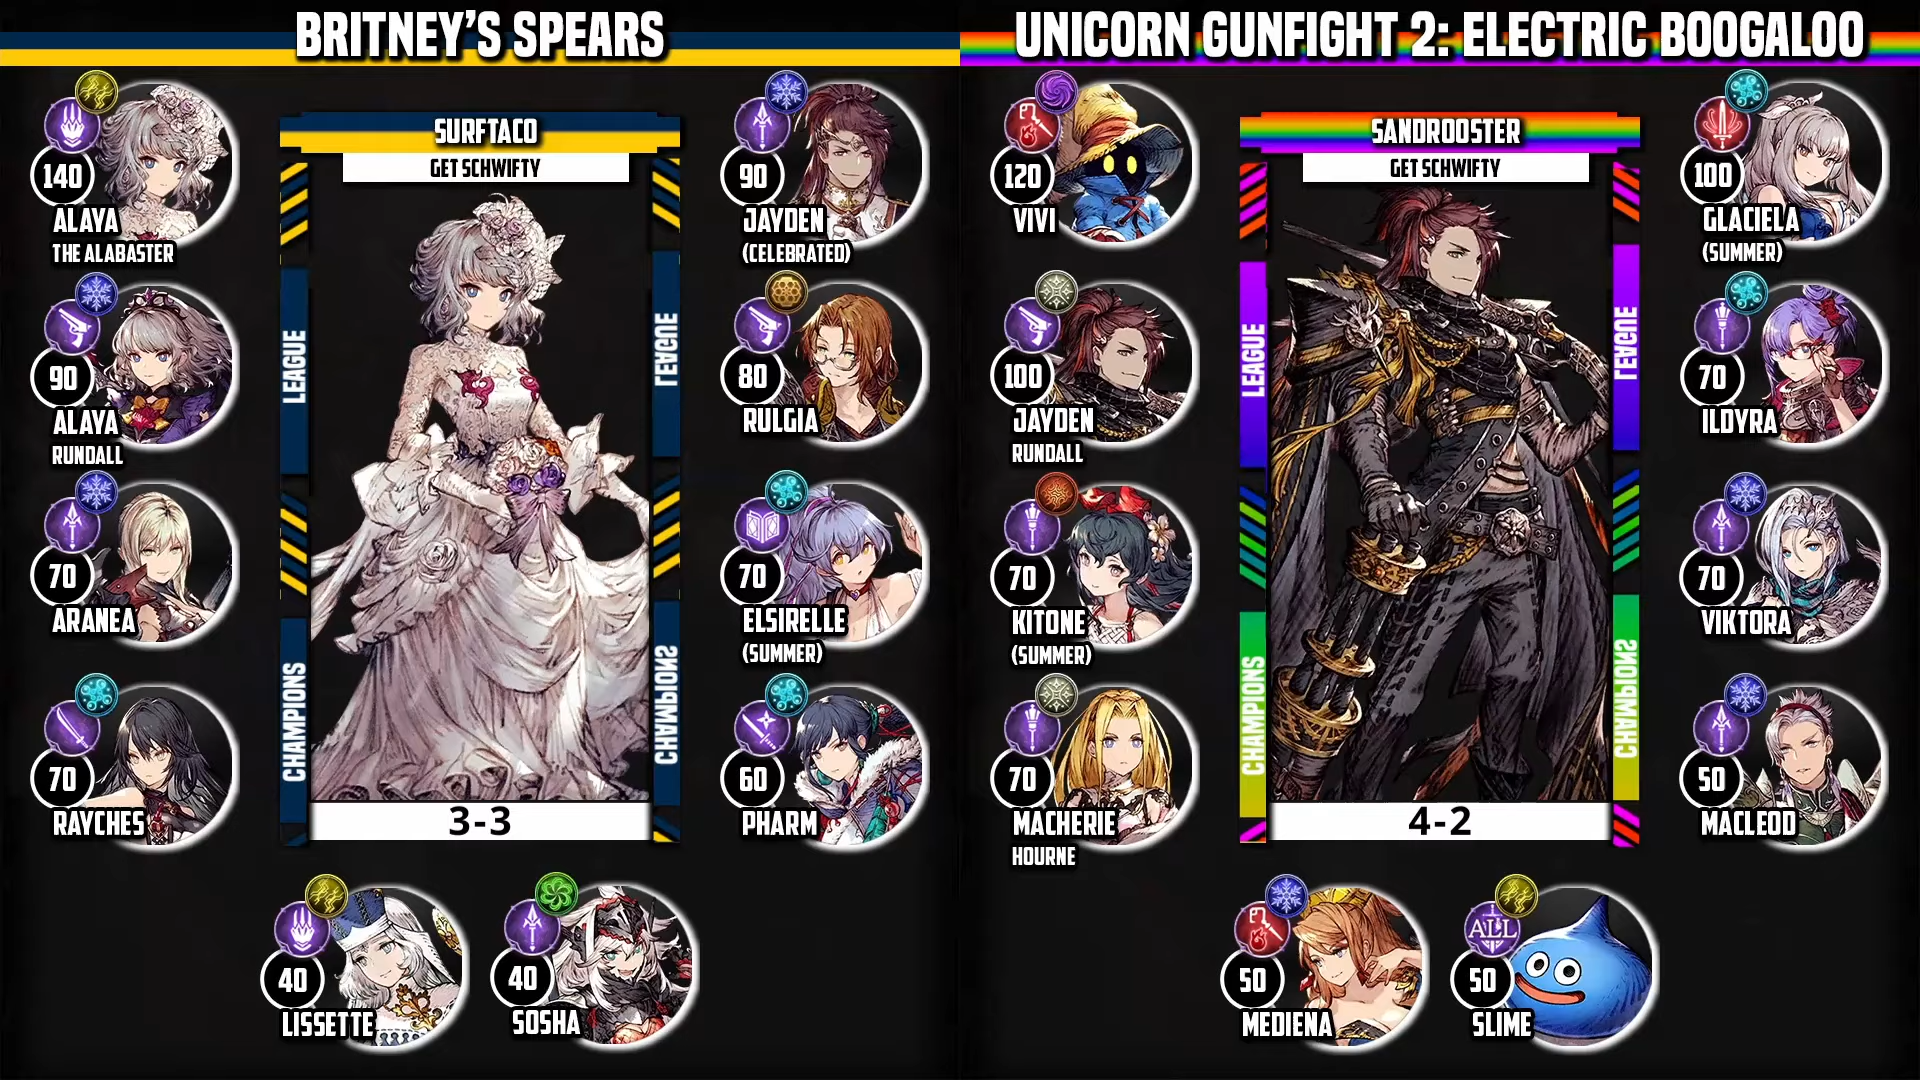 BRITNEY'S SPEARS
SURFTACO
GET SCHWIFTY
140
ALAYA
THE ALABASTER
90
ALAYA
RUNDALL
70
ARANEA
70
RAYCHES
LEAGUE
CHAMPIONS
LEAGUE
CHAMPIONS
3-3
90
JAYDEN
(CELEBRATED)
80
RULGIA
70
ELSIRELLE
(SUMMER)
60
PHARM
40
LISSETTE
40
SOSHA
UNICORN GUNFIGHT 2: ELECTRIC BOOGALOO
SANDROOSTER
GET SCHWIFTY
120
VIVI
100
JAYDEN
RUNDALL
70
KITONE
(SUMMER)
70
MACHERIE
HOURNE
LEAGUE
CHAMPIONS
LEAGUE
CHAMPIONS
4-2
100
GLACIELA
(SUMMER)
70
ILDYRA
70
VIKTORA
50
MACLEOD
50
MEDIENA
ALL
50
SLIME